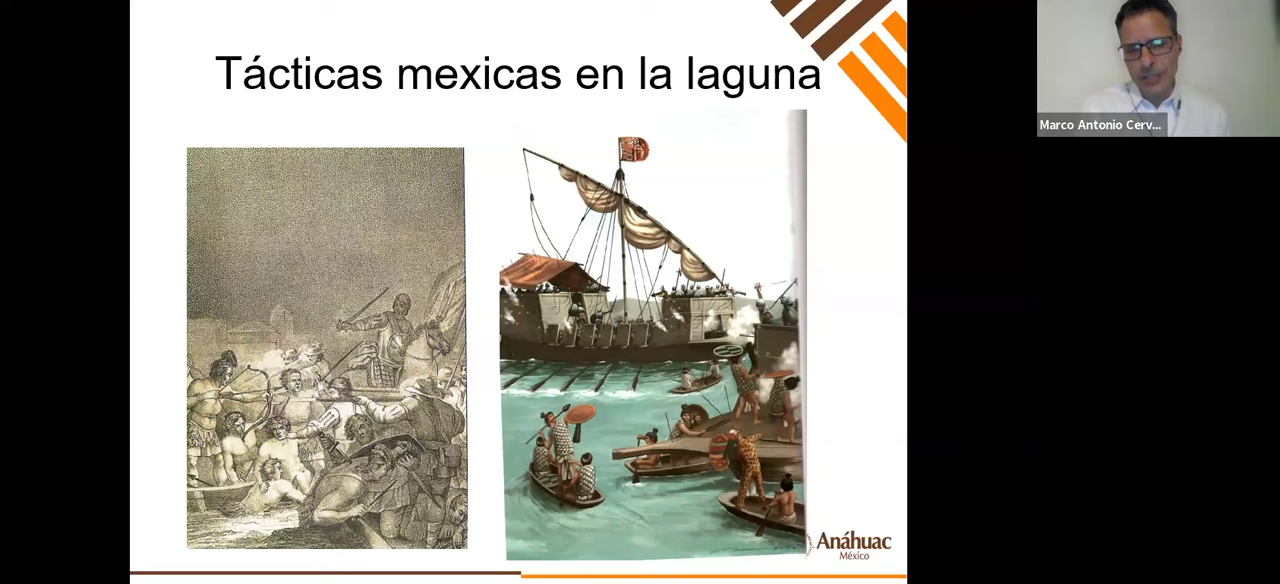 Tácticas mexicas en la laguna
Marco Antonio Cerv...
Anáhuac
México